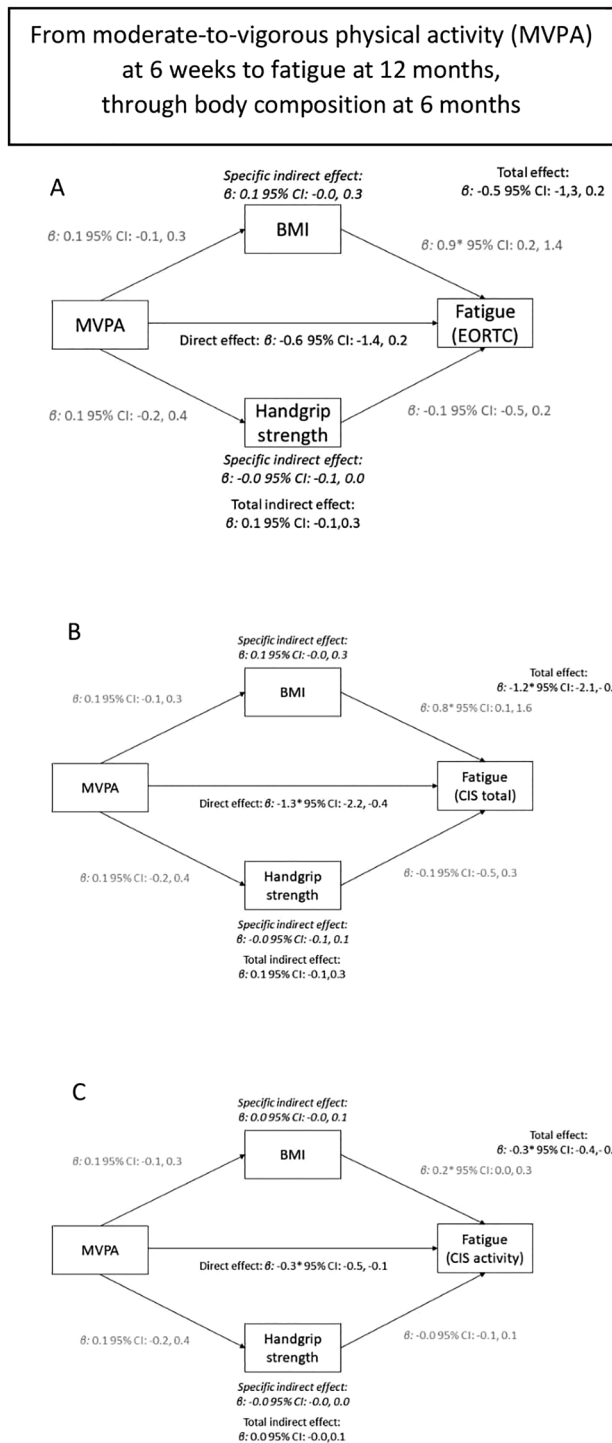 From moderate-to-vigorous physical activity (MVPA)
at 6 weeks to fatigue at 12 months,
through body composition at 6 months
A
Specific indirect effect:
β: 0.1 95% CI: -0.0, 0.3
Total effect:
β: -0.5 95% CI: -1,3, 0.2
β: 0.1 95% CI: -0.1, 0.3
BMI
β: 0.9* 95% CI: 0.2, 1.4
MVPA
Fatigue
(EORTC)
Direct effect: β: -0.6 95% CI: -1.4, 0.2
β: 0.1 95% CI: -0.2, 0.4
Handgrip
strength
β: -0.1 95% CI: -0.5, 0.2
Specific indirect effect:
β: -0.0 95% CI: -0.1, 0.0
Total indirect effect:
β: 0.1 95% CI: -0.1,0.3
B
Specific indirect effect:
β: 0.1 95% CI: -0.0, 0.3
Total effect:
β: -1.2* 95% CI: -2.1,- 0.
β: 0.1 95% CI: -0.1, 0.3
BMI
β: 0.8* 95% CI: 0.1, 1.6
MVPA
Fatigue
(CIS total)
Direct effect: β: -1.3* 95% CI: -2.2, -0.4
β: 0.1 95% CI: -0.2, 0.4
Handgrip
strength
β: -0.1 95% CI: -0.5, 0.3
Specific indirect effect:
β: -0.0 95% CI: -0.1, 0.1
Total indirect effect:
β: 0.1 95% CI: -0.1,0.3
C
Specific indirect effect:
β: 0.0 95% CI: -0.0, 0.1
Total effect:
β: -0.3* 95% CI: -0.4,- 0.
β: 0.1 95% CI: -0.1, 0.3
BMI
β: 0.2* 95% CI: 0.0, 0.3
MVPA
Fatigue
(CIS activity)
Direct effect: β: -0.3* 95% CI: -0.5, -0.1
β: 0.1 95% CI: -0.2, 0.4
Handgrip
strength
β: -0.0 95% CI: -0.1, 0.1
Specific indirect effect:
β: -0.0 95% CI: -0.0, 0.0
Total indirect effect:
β: 0.0 95% CI: -0.0,0.1